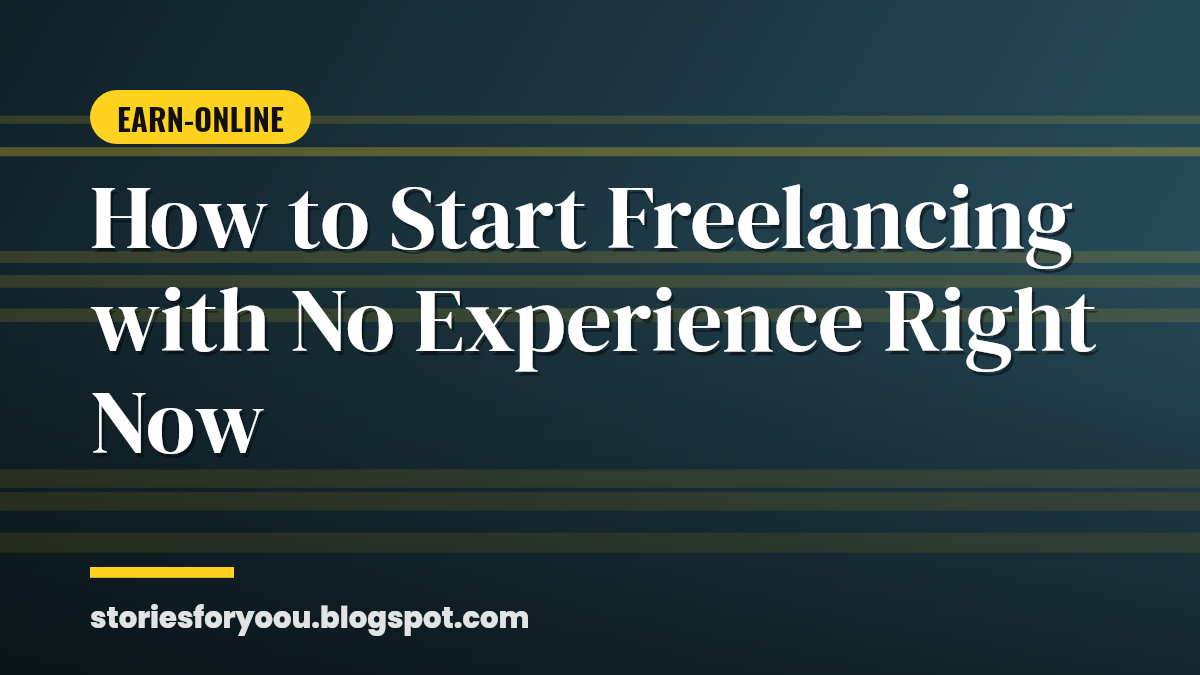 EARN-ONLINE
How to Start Freelancing
with No Experience Right
Now
storiesforyoou.blogspot.com